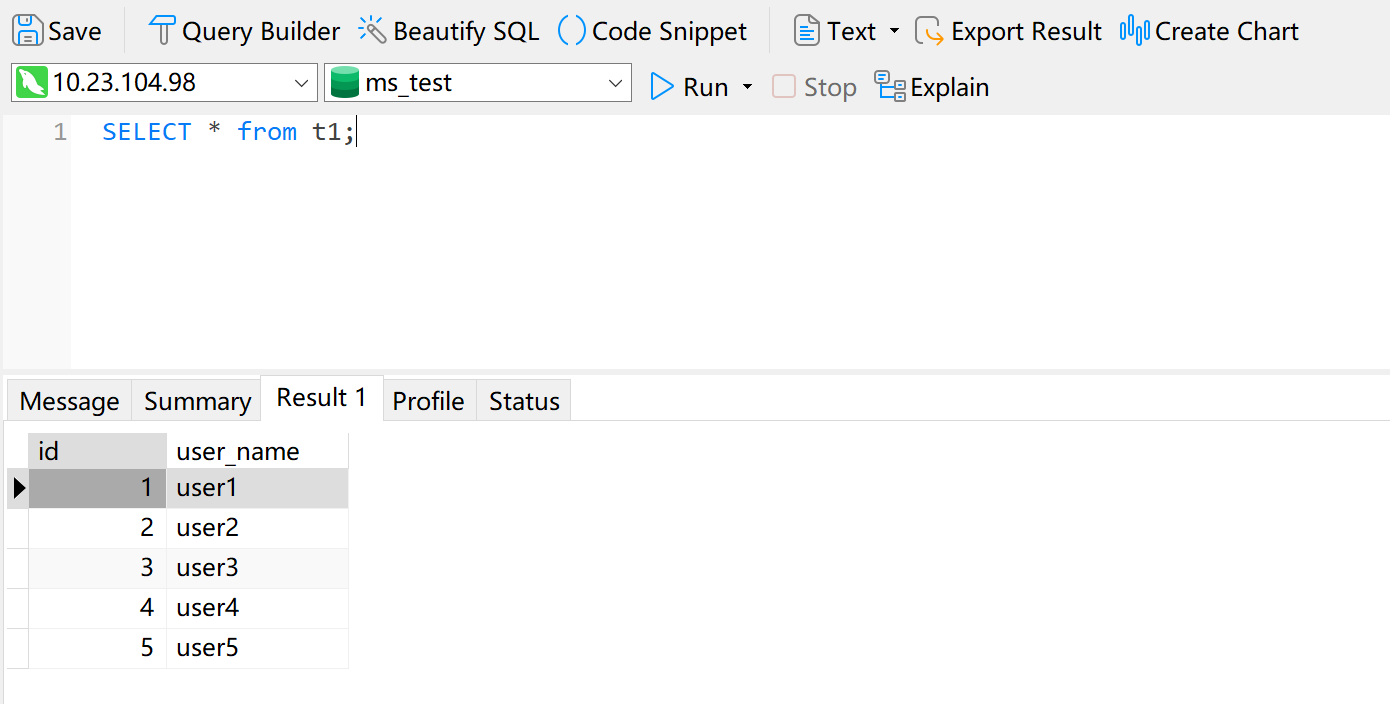 Save Query Builder Beautify SQL Code Snippet Text Export Result Create Chart
10.23.104.98 ms_test Run Stop Explain
1 SELECT * from t1;
Message Summary Result 1 Profile Status
id user_name
1 user1
2 user2
3 user3
4 user4
5 user5